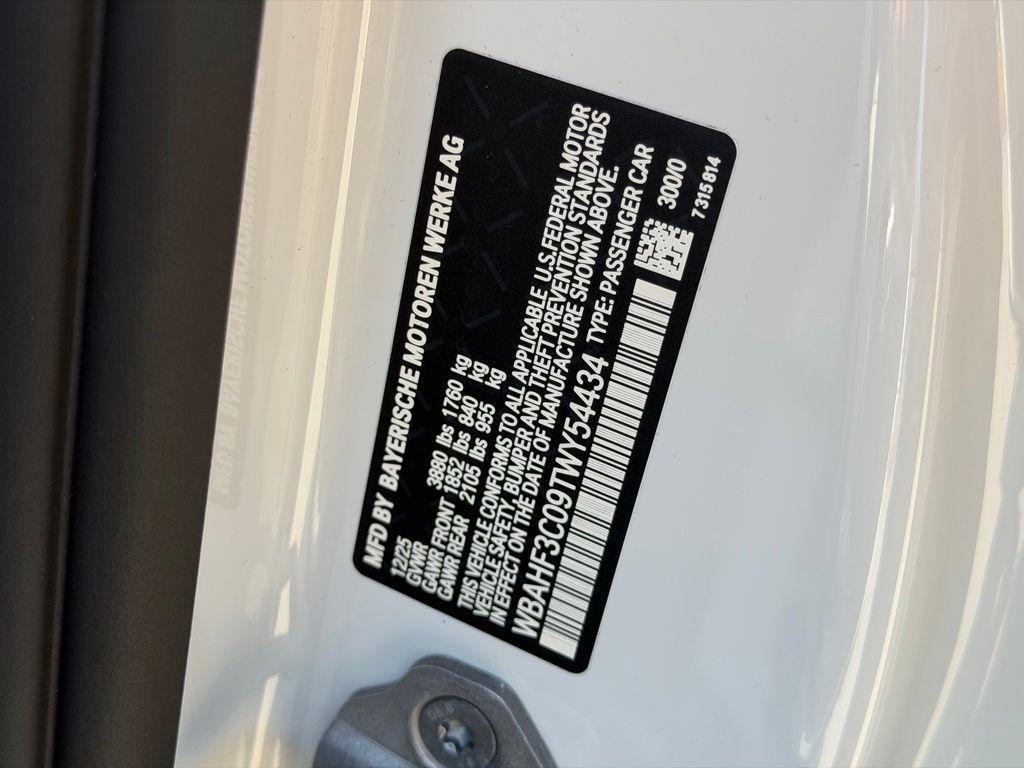 MFD BY BAYERISCHE MOTOREN WERKE AG
1225
GVWR 3880 lbs 1760 kg
GAWR FRONT 1852 lbs 840 kg
GAWR REAR 2105 lbs 955 kg
THIS VEHICLE CONFORMS TO ALL APPLICABLE U.S. FEDERAL MOTOR
VEHICLE SAFETY, BUMPER AND THEFT PREVENTION STANDARDS
IN EFFECT ON THE DATE OF MANUFACTURE SHOWN ABOVE.
WBAHF3C09TWY54434 TYPE: PASSENGER CAR
300/0
7 315 814